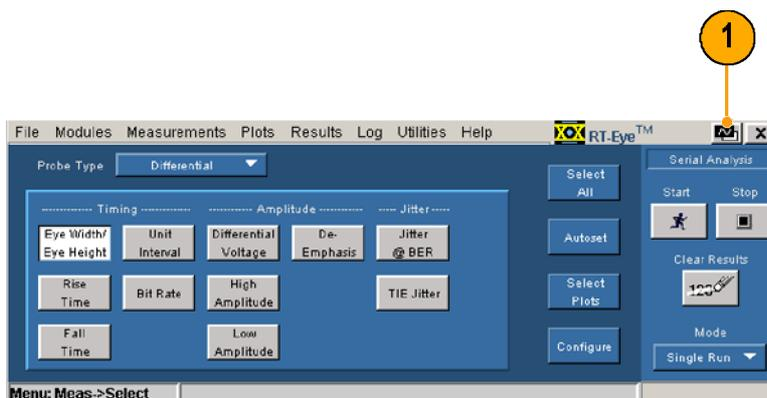 1
File Modules Measurements Plots Results Log Utilities Help RT-Eye™ X
Probe Type Differential
Select All
Serial Analysis
Start Stop
Timing Amplitude Jitter
Eye Width/ Eye Height
Unit Interval
Differential Voltage
De-Emphasis
Jitter @ BER
Autoset
Clear Results
Rise Time
Bit Rate
High Amplitude
TIE Jitter
Select Plots
123
Fall Time
Low Amplitude
Configure
Mode
Single Run
Menu: Meas->Select